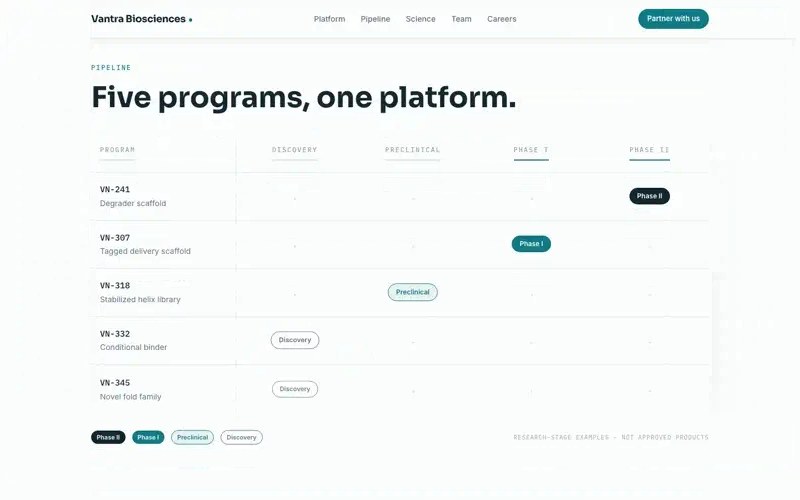 Vantra Biosciences
Platform Pipeline Science Team Careers
Partner with us
PIPELINE
Five programs, one platform.
PROGRAM DISCOVERY PRECLINICAL PHASE I PHASE II
VN-241
Degrader scaffold
Phase II
VN-307
Tagged delivery scaffold
Phase I
VN-318
Stabilized helix library
Preclinical
VN-332
Conditional binder
Discovery
VN-345
Novel fold family
Discovery
Phase II Phase I Preclinical Discovery
RESEARCH-STAGE EXAMPLES - NOT APPROVED PRODUCTS